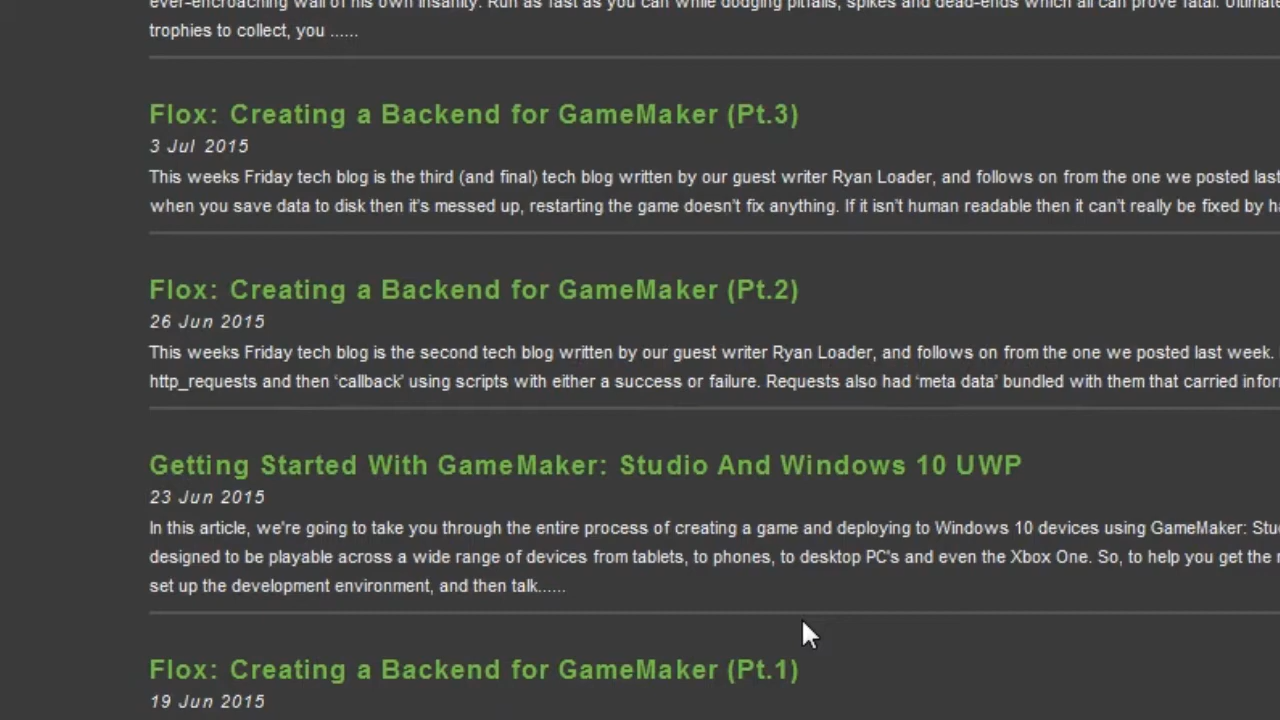 ever-encroaching wall of his own insanity. Run as fast as you can while dodging pitfalls, spikes and dead-ends which all can prove fatal. Ultimate
trophies to collect, you ......
Flox: Creating a Backend for GameMaker (Pt.3)
3 Jul 2015
This weeks Friday tech blog is the third (and final) tech blog written by our guest writer Ryan Loader, and follows on from the one we posted last
when you save data to disk then it’s messed up, restarting the game doesn’t fix anything. If it isn’t human readable then it can’t really be fixed by
Flox: Creating a Backend for GameMaker (Pt.2)
26 Jun 2015
This weeks Friday tech blog is the second tech blog written by our guest writer Ryan Loader, and follows on from the one we posted last week.
http_requests and then ‘callback’ using scripts with either a success or failure. Requests also had ‘meta data’ bundled with them that carried
Getting Started With GameMaker: Studio And Windows 10 UWP
23 Jun 2015
In this article, we're going to take you through the entire process of creating a game and deploying to Windows 10 devices using GameMaker:
designed to be playable across a wide range of devices from tablets, to phones, to desktop PC's and even the Xbox One. So, to help you get the
set up the development environment, and then talk......
Flox: Creating a Backend for GameMaker (Pt.1)
19 Jun 2015